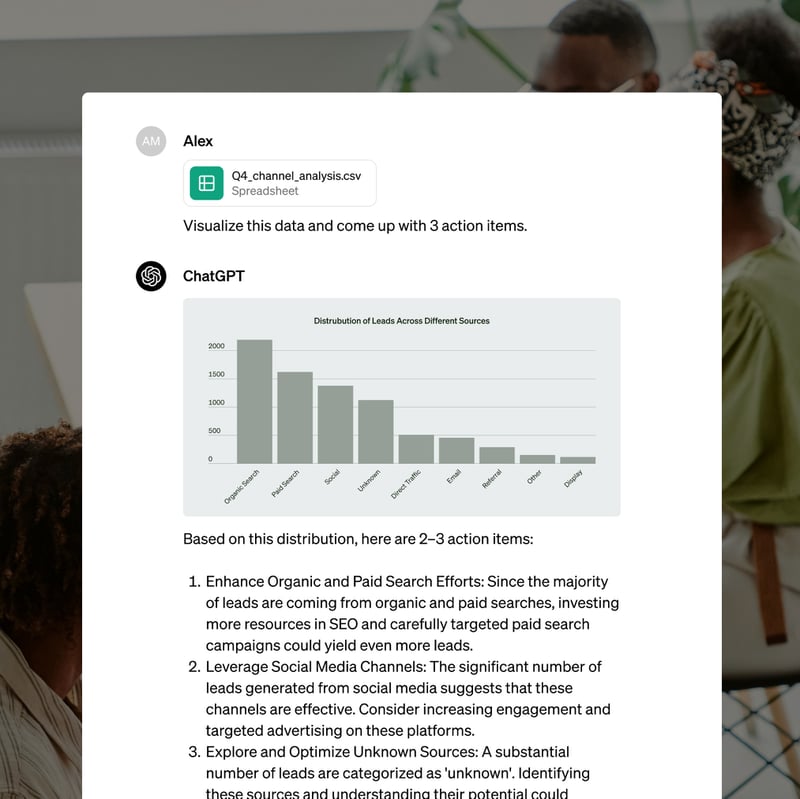 AM
Alex
Q4_channel_analysis.csv
Spreadsheet
Visualize this data and come up with 3 action items.
ChatGPT
Distrubution of Leads Across Different Sources
2000
1500
1000
500
0
Organic Search
Paid Search
Social
Unknown
Direct Traffic
Email
Referral
Other
Display
Based on this distribution, here are 2–3 action items:
1. Enhance Organic and Paid Search Efforts: Since the majority
of leads are coming from organic and paid searches, investing
more resources in SEO and carefully targeted paid search
campaigns could yield even more leads.
2. Leverage Social Media Channels: The significant number of
leads generated from social media suggests that these
channels are effective. Consider increasing engagement and
targeted advertising on these platforms.
3. Explore and Optimize Unknown Sources: A substantial
number of leads are categorized as 'unknown'. Identifying
these sources and understanding their potential could